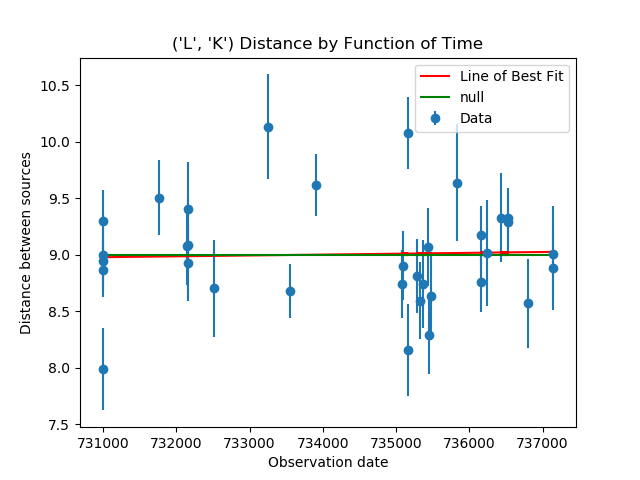 ('L', 'K') Distance by Function of Time
Line of Best Fit
null
Data
Distance between sources
10.5
10.0
9.5
9.0
8.5
8.0
7.5
731000 732000 733000 734000 735000 736000 737000
Observation date